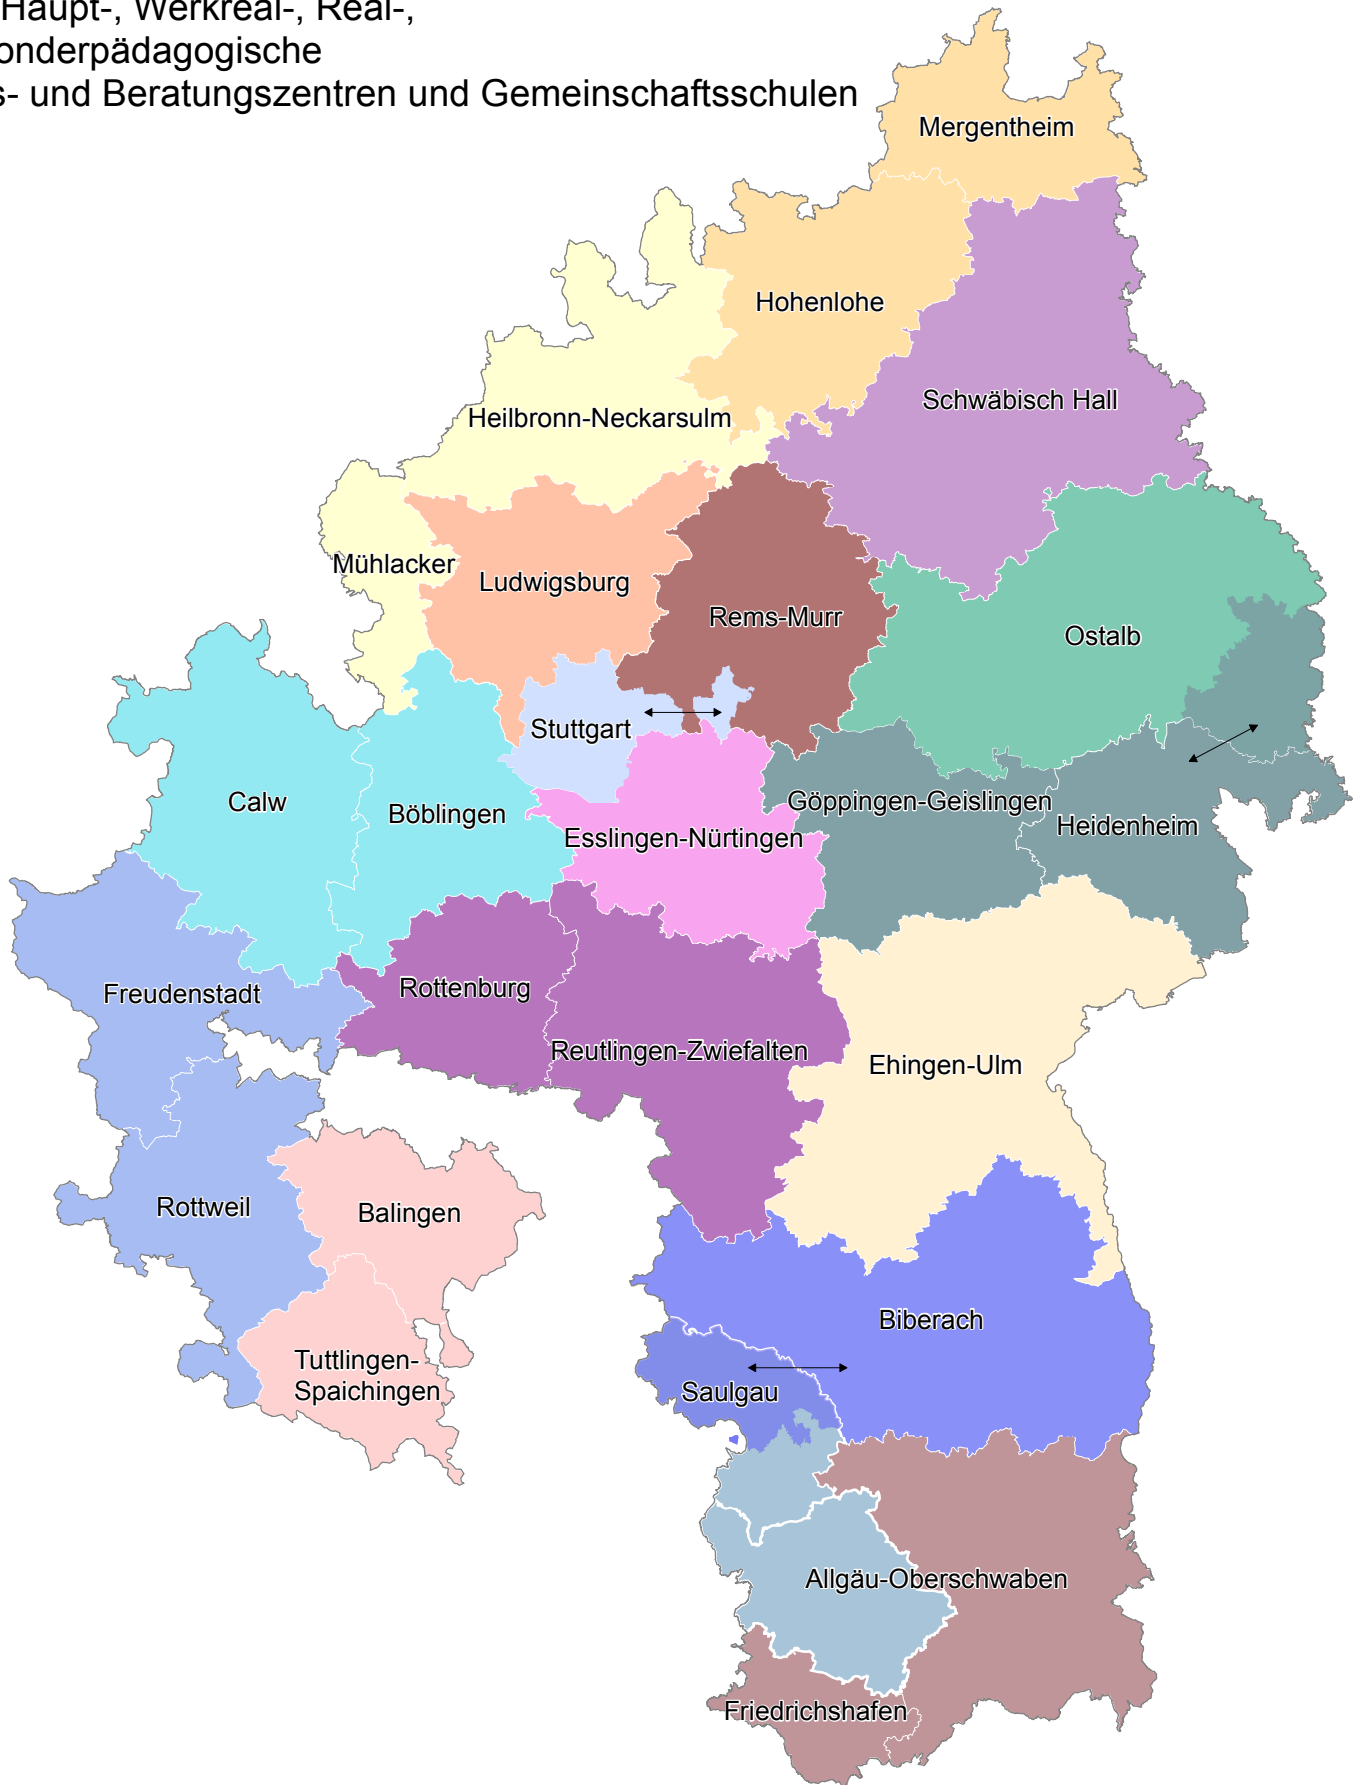 Haupt-, Werkreal-, Real-,
onderpädagogische
s- und Beratungszentren und Gemeinschaftsschulen
Mergentheim
Hohenlohe
Schwäbisch Hall
Heilbronn-Neckarsulm
Mühlacker
Ludwigsburg
Rems-Murr
Ostalb
Stuttgart
Calw
Böblingen
Esslingen-Nürtingen
Göppingen-Geislingen
Heidenheim
Freudenstadt
Rottenburg
Reutlingen-Zwiefalten
Ehingen-Ulm
Rottweil
Balingen
Biberach
Tuttlingen-
Spaichingen
Saulgau
Allgäu-Oberschwaben
Friedrichshafen